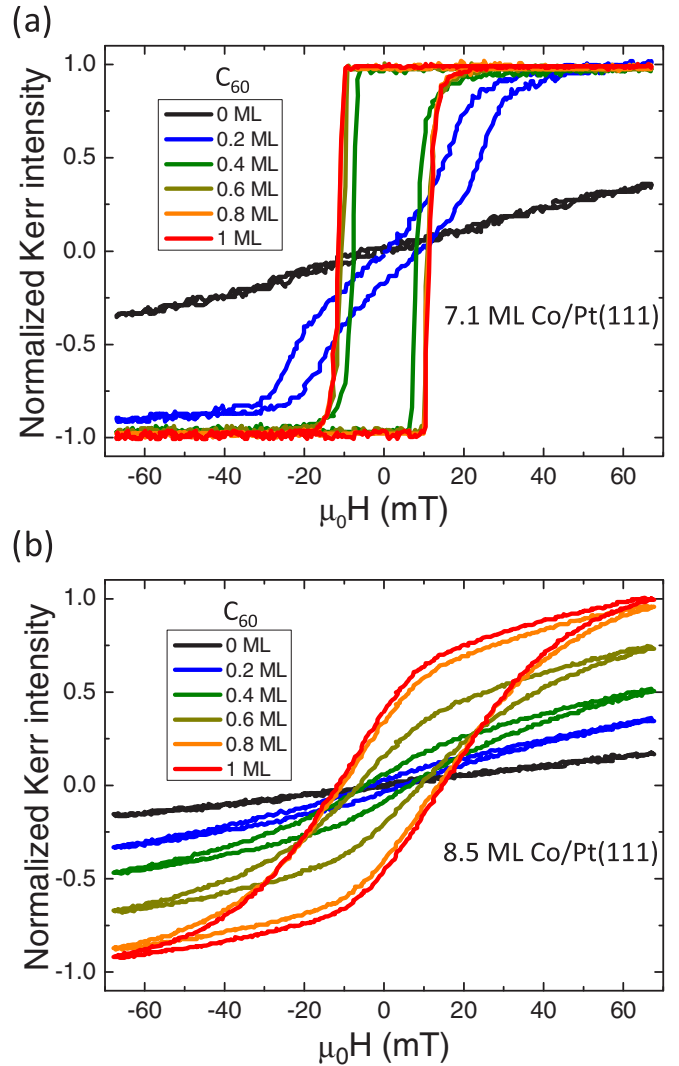 (a)
1.0
0.5
0.0
-0.5
-1.0
Normalized Kerr intensity
C₆₀
0 ML
0.2 ML
0.4 ML
0.6 ML
0.8 ML
1 ML
7.1 ML Co/Pt(111)
-60 -40 -20 0 20 40 60
μ₀H (mT)
(b)
1.0
0.5
0.0
-0.5
-1.0
Normalized Kerr intensity
C₆₀
0 ML
0.2 ML
0.4 ML
0.6 ML
0.8 ML
1 ML
8.5 ML Co/Pt(111)
-60 -40 -20 0 20 40 60
μ₀H (mT)